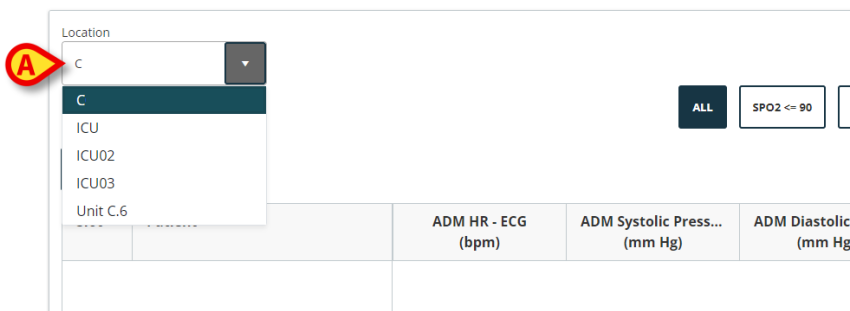 Location
A
C
C
ICU
ICU02
ICU03
Unit C.6
ALL
SPO2 <= 90
ADM HR - ECG
(bpm)
ADM Systolic Press...
(mm Hg)
ADM Diastolic
(mm Hg